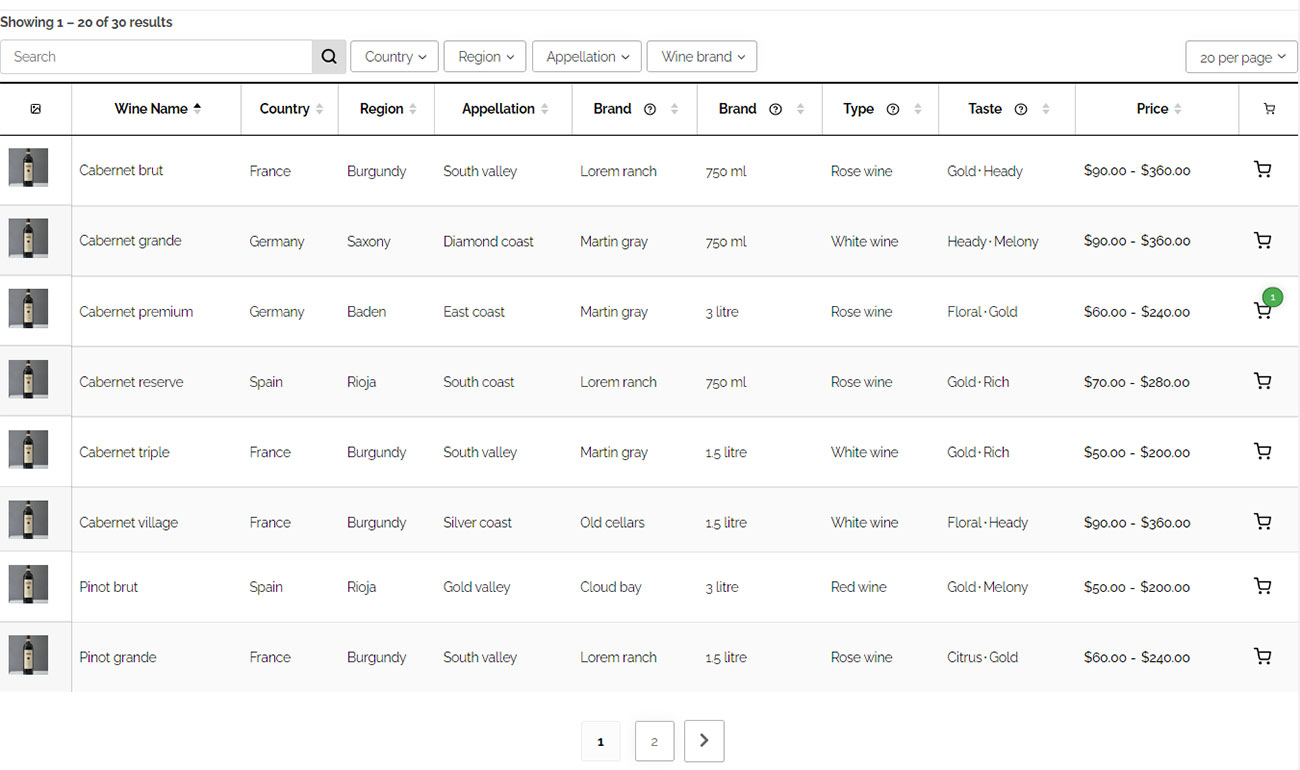 Showing 1 – 20 of 30 results
Search Country Region Appellation Wine brand 20 per page
Wine Name Country Region Appellation Brand Brand Type Taste Price
Cabernet brut France Burgundy South valley Lorem ranch 750 ml Rose wine Gold · Heady $90.00 - $360.00
Cabernet grande Germany Saxony Diamond coast Martin gray 750 ml White wine Heady · Melony $90.00 - $360.00
1
Cabernet premium Germany Baden East coast Martin gray 3 litre Rose wine Floral · Gold $60.00 - $240.00
Cabernet reserve Spain Rioja South coast Lorem ranch 750 ml Rose wine Gold · Rich $70.00 - $280.00
Cabernet triple France Burgundy South valley Martin gray 1.5 litre White wine Gold · Rich $50.00 - $200.00
Cabernet village France Burgundy Silver coast Old cellars 1.5 litre White wine Floral · Heady $90.00 - $360.00
Pinot brut Spain Rioja Gold valley Cloud bay 3 litre Red wine Gold · Melony $50.00 - $200.00
Pinot grande France Burgundy South valley Lorem ranch 1.5 litre Rose wine Citrus · Gold $60.00 - $240.00
1 2